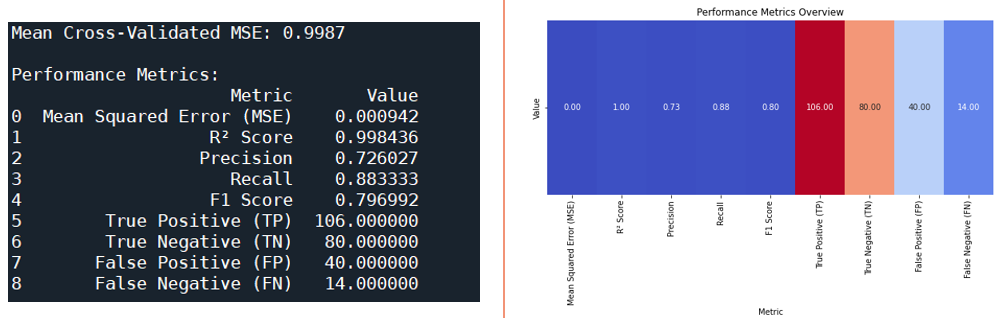 Mean Cross-Validated MSE: 0.9987
Performance Metrics:
Metric Value
0 Mean Squared Error (MSE) 0.000942
1 R² Score 0.998436
2 Precision 0.726027
3 Recall 0.883333
4 F1 Score 0.796992
5 True Positive (TP) 106.000000
6 True Negative (TN) 80.000000
7 False Positive (FP) 40.000000
8 False Negative (FN) 14.000000
Performance Metrics Overview
Value
0.00 1.00 0.73 0.88 0.80 106.00 80.00 40.00 14.00
Mean Squared Error (MSE)
R² Score
Precision
Recall
F1 Score
True Positive (TP)
True Negative (TN)
False Positive (FP)
False Negative (FN)
Metric